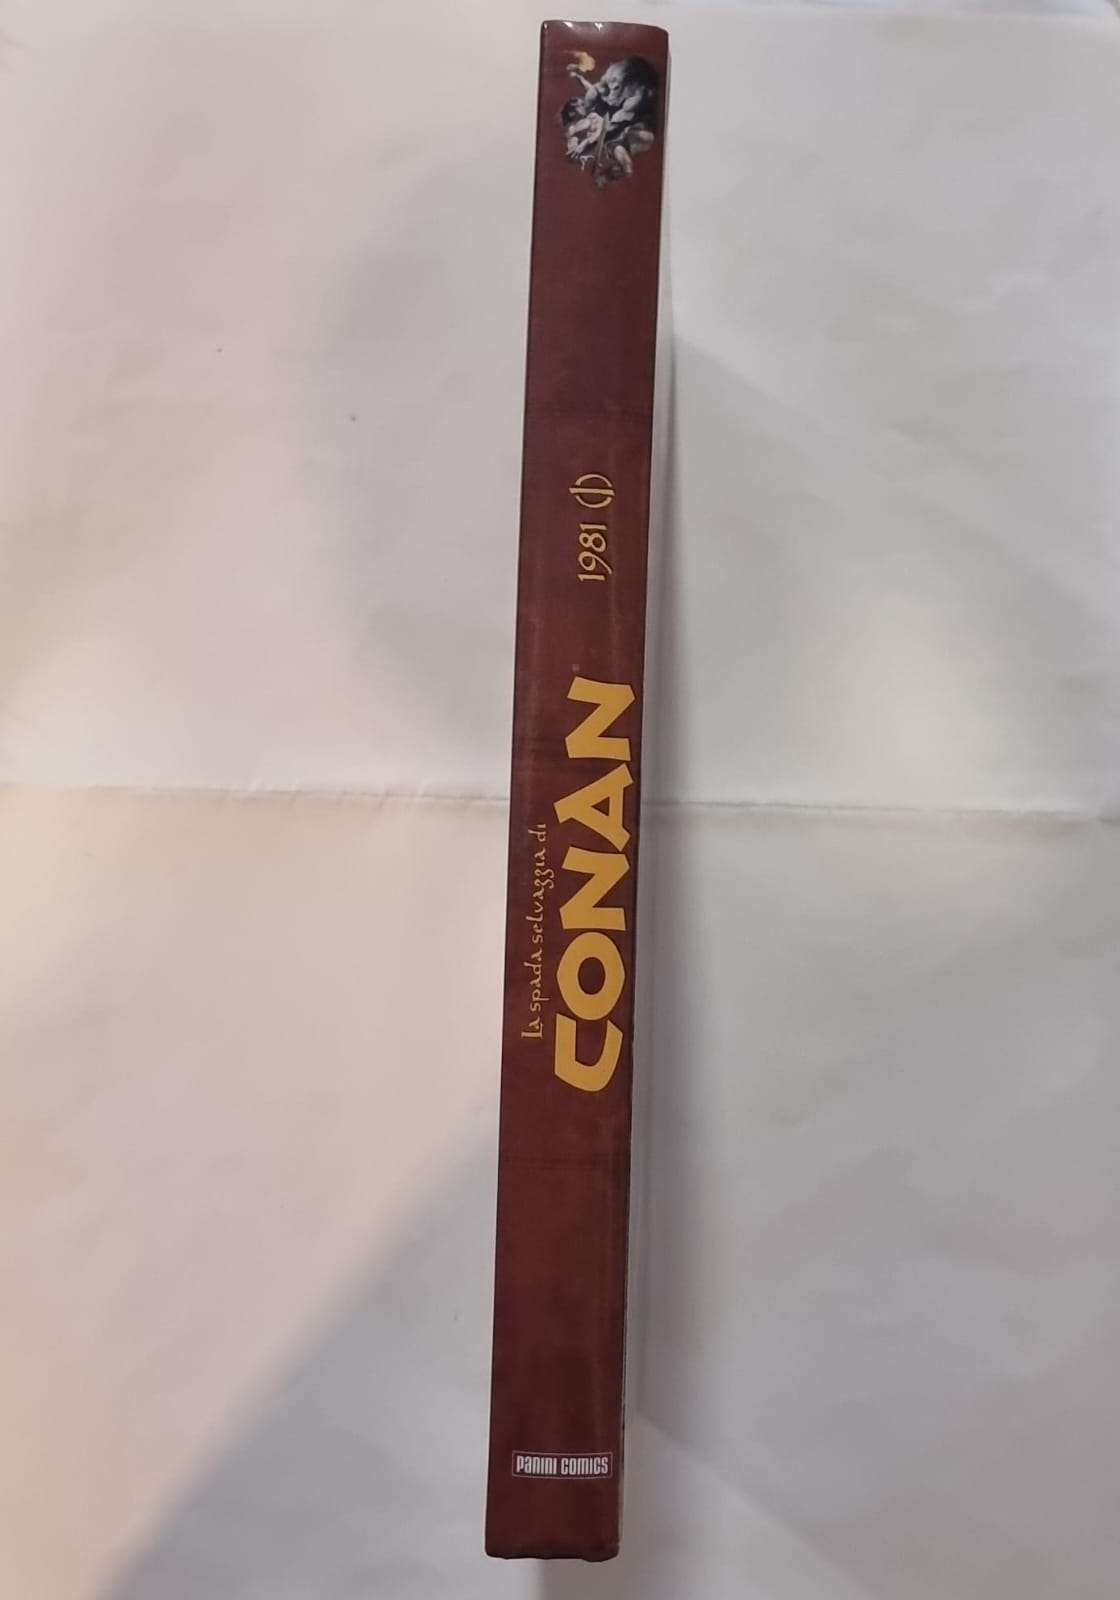 La spada selvaggia di
CONAN®
1981 (I)
PANINI COMICS